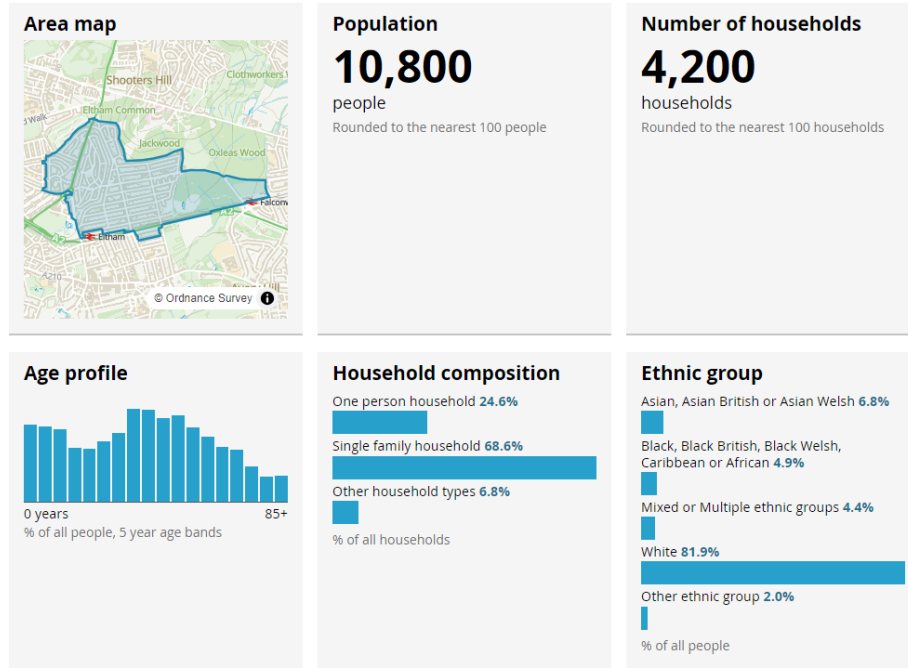 Area map
Shooters Hill
Clothworkers
Eltham Common
d Walk
Jackwood
Oxleas Wood
Falconw
A2
A2
Eltham
A210
© Ordnance Survey
Population
10,800
people
Rounded to the nearest 100 people
Number of households
4,200
households
Rounded to the nearest 100 households
Age profile
0 years 85+
% of all people, 5 year age bands
Household composition
One person household 24.6%
Single family household 68.6%
Other household types 6.8%
% of all households
Ethnic group
Asian, Asian British or Asian Welsh 6.8%
Black, Black British, Black Welsh,
Caribbean or African 4.9%
Mixed or Multiple ethnic groups 4.4%
White 81.9%
Other ethnic group 2.0%
% of all people